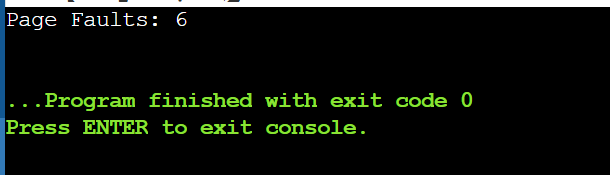 Page Faults: 6
...Program finished with exit code 0
Press ENTER to exit console.